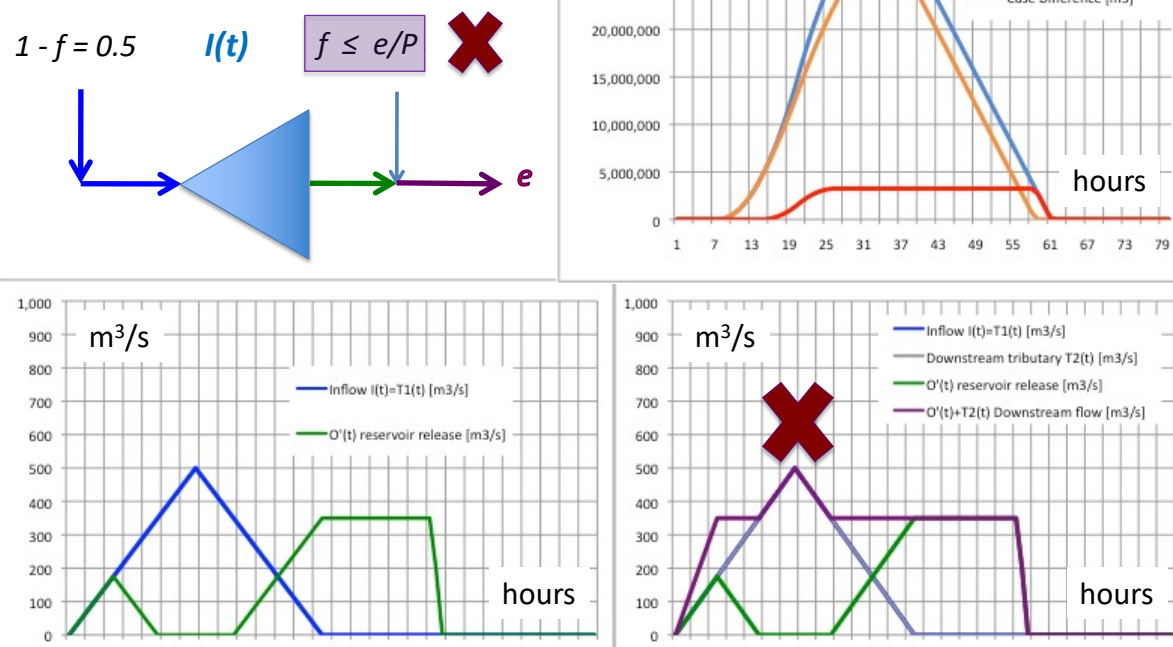 1 - f = 0.5
I(t)
f ≤ e/P
e
20,000,000
15,000,000
10,000,000
5,000,000
0
hours
1 7 13 19 25 31 37 43 49 55 61 67 73 79
1,000
900
800
700
600
500
400
300
200
100
0
m³/s
Inflow I(t)=T1(t) [m3/s]
O'(t) reservoir release [m3/s]
hours
1,000
900
800
700
600
500
400
300
200
100
0
m³/s
Inflow I(t)=T1(t) [m3/s]
Downstream tributary T2(t) [m3/s]
O'(t) reservoir release [m3/s]
O'(t)+T2(t) Downstream flow [m3/s]
hours